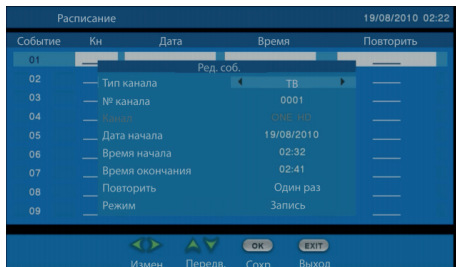 Расписание 19/08/2010 02:22
Событие Кн Дата Время Повторить
01
Ред. соб.
02 Тип канала ТВ
03 № канала 0001
04 Канал ONE HD
05 Дата начала 19/08/2010
06 Время начала 02:32
07 Время окончания 02:41
08 Повторить Один раз
09 Режим Запись
OK EXIT
Измен. Передв. Сохр. Выход